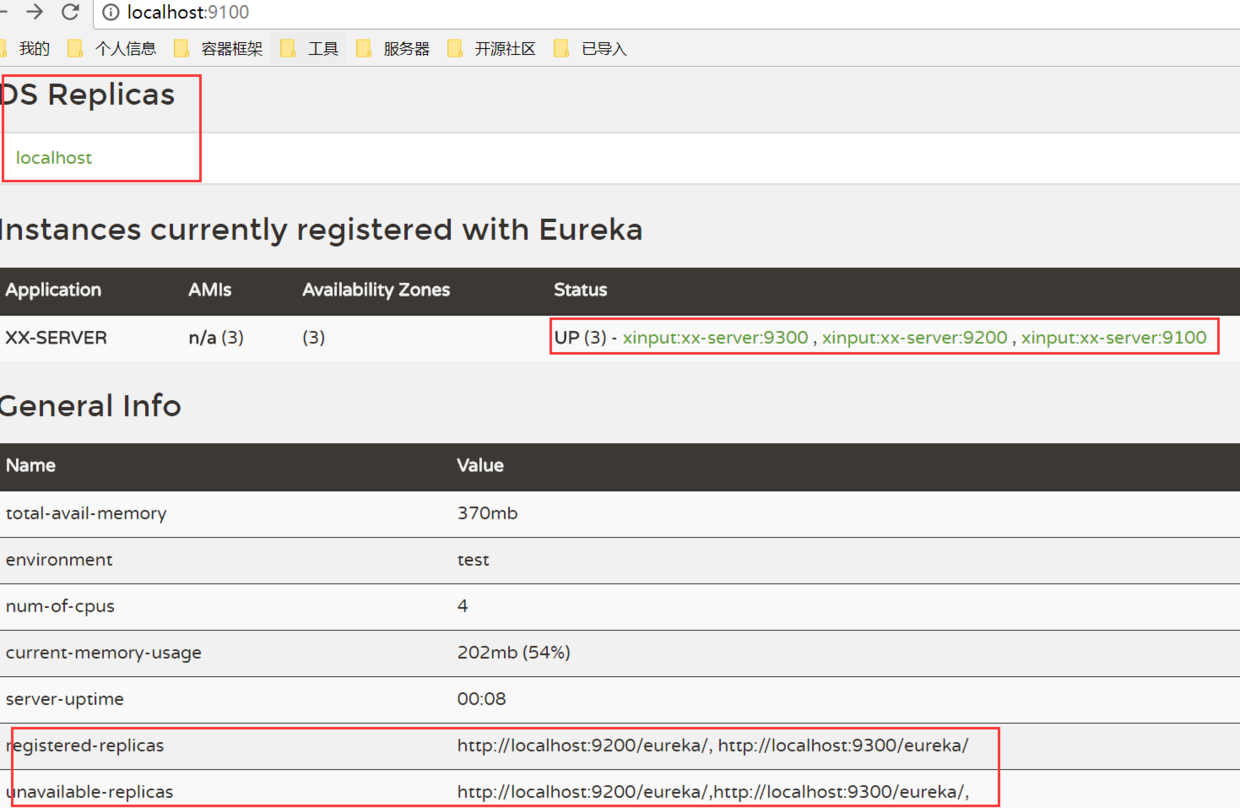 localhost:9100
我的 个人信息 容器框架 工具 服务器 开源社区 已导入
DS Replicas
localhost
Instances currently registered with Eureka
Application AMIs Availability Zones Status
XX-SERVER n/a (3) (3) UP (3) - xinput:xx-server:9300 , xinput:xx-server:9200 , xinput:xx-server:9100
General Info
Name Value
total-avail-memory 370mb
environment test
num-of-cpus 4
current-memory-usage 202mb (54%)
server-uptime 00:08
registered-replicas http://localhost:9200/eureka/, http://localhost:9300/eureka/
unavailable-replicas http://localhost:9200/eureka/,http://localhost:9300/eureka/,